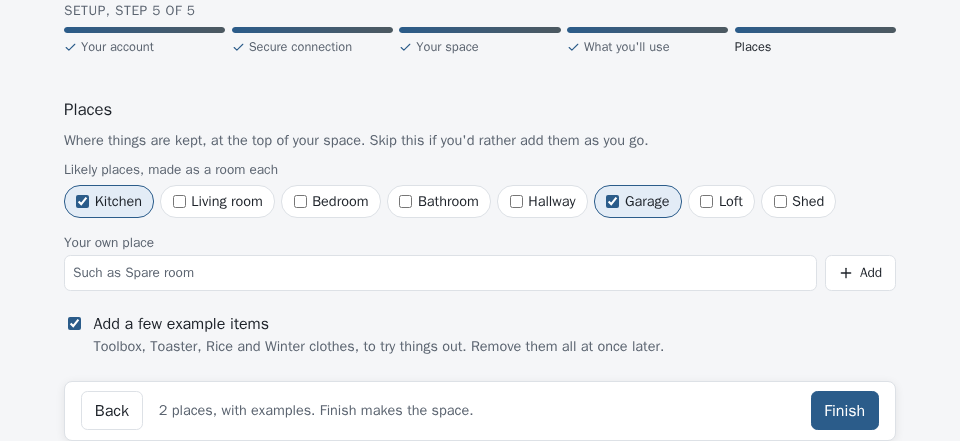 SETUP, STEP 5 OF 5
Your account
Secure connection
Your space
What you'll use
Places
Places
Where things are kept, at the top of your space. Skip this if you'd rather add them as you go.
Likely places, made as a room each
Kitchen
Living room
Bedroom
Bathroom
Hallway
Garage
Loft
Shed
Your own place
Such as Spare room
Add
Add a few example items
Toolbox, Toaster, Rice and Winter clothes, to try things out. Remove them all at once later.
Back
2 places, with examples. Finish makes the space.
Finish